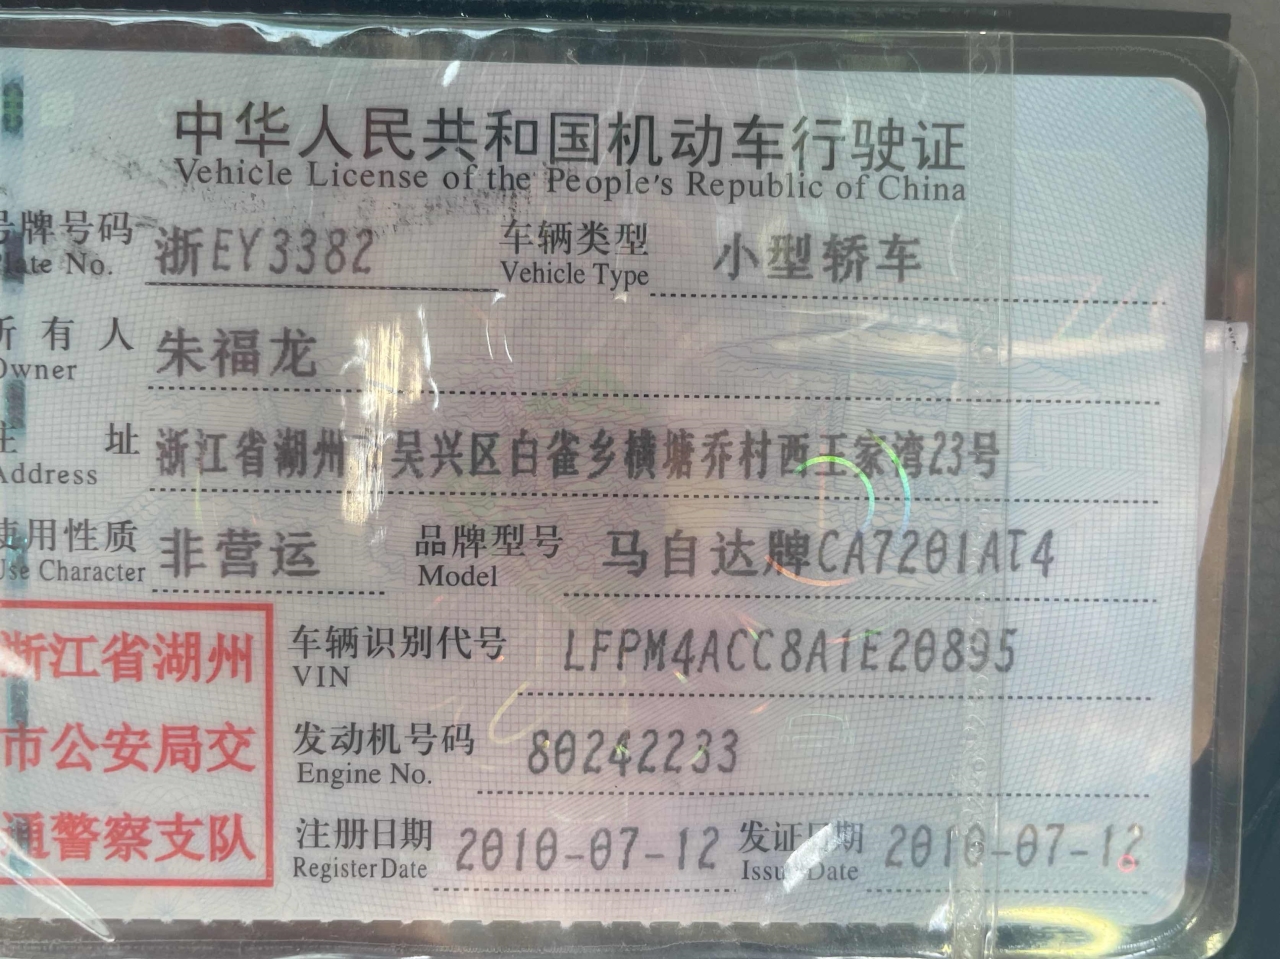 中华人民共和国机动车行驶证
Vehicle License of the People's Republic of China
号牌号码 浙EY3382 车辆类型 小型轿车
Plate No. Vehicle Type
所有人 朱福龙
Owner
住址 浙江省湖州市吴兴区白雀乡横塘乔村西王家湾23号
Address
使用性质 非营运 品牌型号 马自达牌CA7201AT4
Use Character Model
浙江省湖州 车辆识别代号 LFPM4ACC8A1E20895
VIN
市公安局交 发动机号码 80242233
Engine No.
通警察支队 注册日期 2010-07-12 发证日期 2010-07-12
Register Date Issue Date